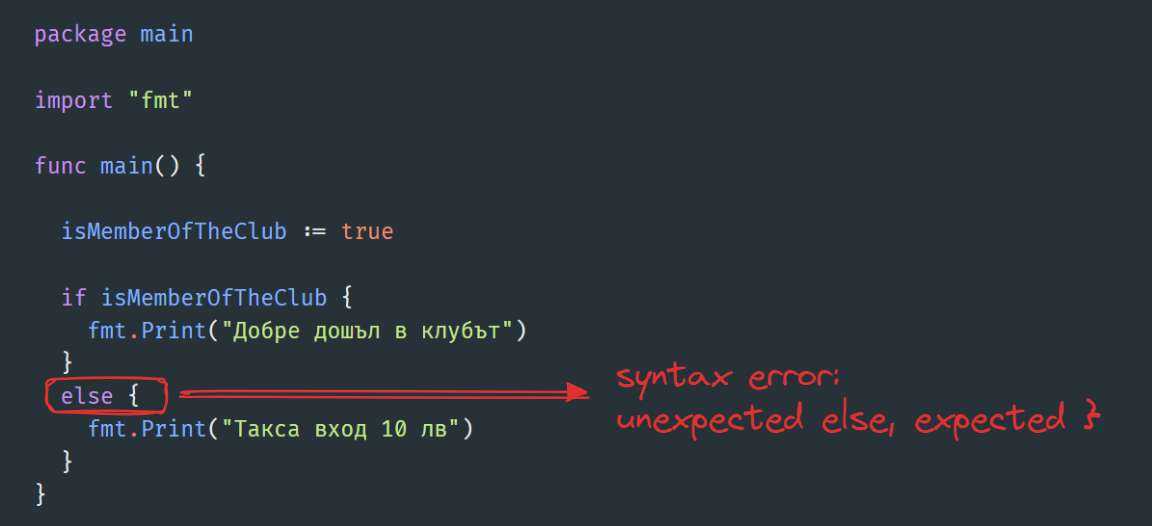 package main
import "fmt"
func main() {
isMemberOfTheClub := true
if isMemberOfTheClub {
fmt.Print("Добре дошъл в клубът")
}
else {
fmt.Print("Такса вход 10 лв")
}
}
syntax error:
unexpected else, expected }